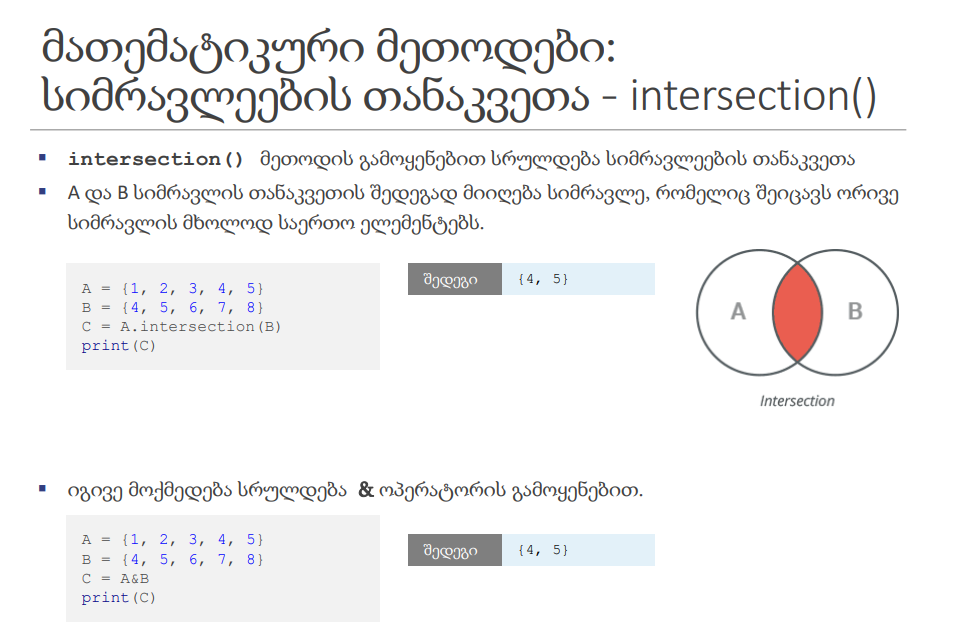 მათემატიკური მეთოდები:
სიმრავლეების თანაკვეთა - intersection()
▪ intersection() მეთოდის გამოყენებით სრულდება სიმრავლეების თანაკვეთა
▪ A და B სიმრავლის თანაკვეთის შედეგად მიიღება სიმრავლე, რომელიც შეიცავს ორივე
სიმრავლის მხოლოდ საერთო ელემენტებს.
A = {1, 2, 3, 4, 5}
B = {4, 5, 6, 7, 8}
C = A.intersection(B)
print(C)
შედეგი {4, 5}
A B
Intersection
▪ იგივე მოქმედება სრულდება & ოპერატორის გამოყენებით.
A = {1, 2, 3, 4, 5}
B = {4, 5, 6, 7, 8}
C = A&B
print(C)
შედეგი {4, 5}